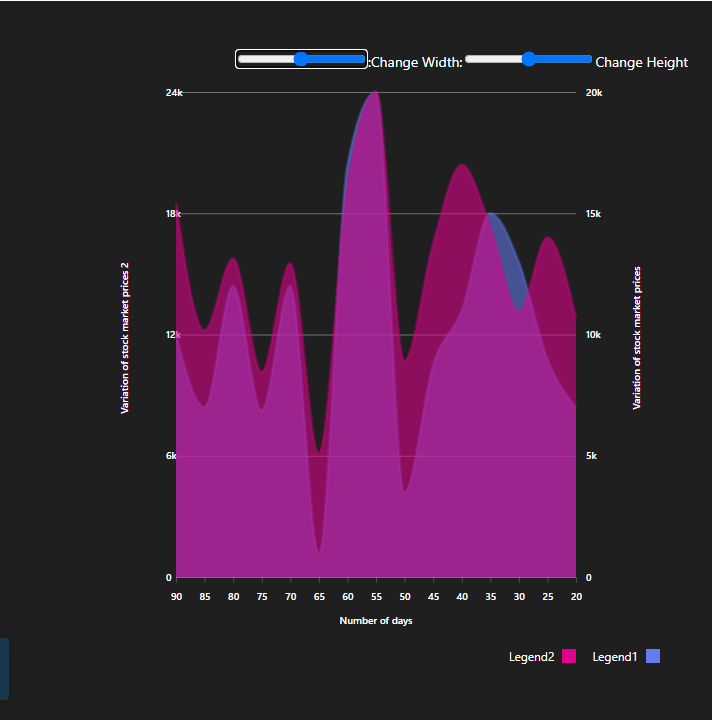 :Change Width: Change Height
24k 20k
18k 15k
12k 10k
6k 5k
0 0
Variation of stock market prices 2
Variation of stock market prices
90 85 80 75 70 65 60 55 50 45 40 35 30 25 20
Number of days
Legend2 Legend1